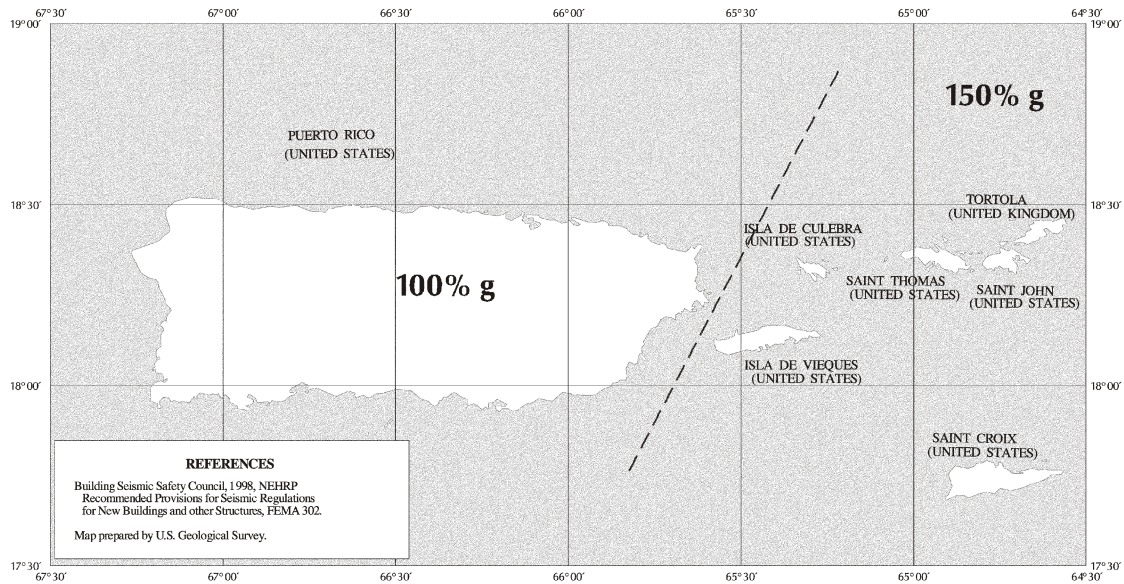 67°30' 67°00' 66°30' 66°00' 65°30' 65°00' 64°30'
19°00' 19°00'
150% g
PUERTO RICO
(UNITED STATES)
18°30' 18°30'
TORTOLA
(UNITED KINGDOM)
ISLA DE CULEBRA
(UNITED STATES)
100% g
SAINT THOMAS
(UNITED STATES)
SAINT JOHN
(UNITED STATES)
ISLA DE VIEQUES
(UNITED STATES)
18°00' 18°00'
SAINT CROIX
(UNITED STATES)
REFERENCES
Building Seismic Safety Council, 1998, NEHRP
Recommended Provisions for Seismic Regulations
for New Buildings and other Structures, FEMA 302.
Map prepared by U.S. Geological Survey.
17°30' 17°30'
67°30' 67°00' 66°30' 66°00' 65°30' 65°00' 64°30'